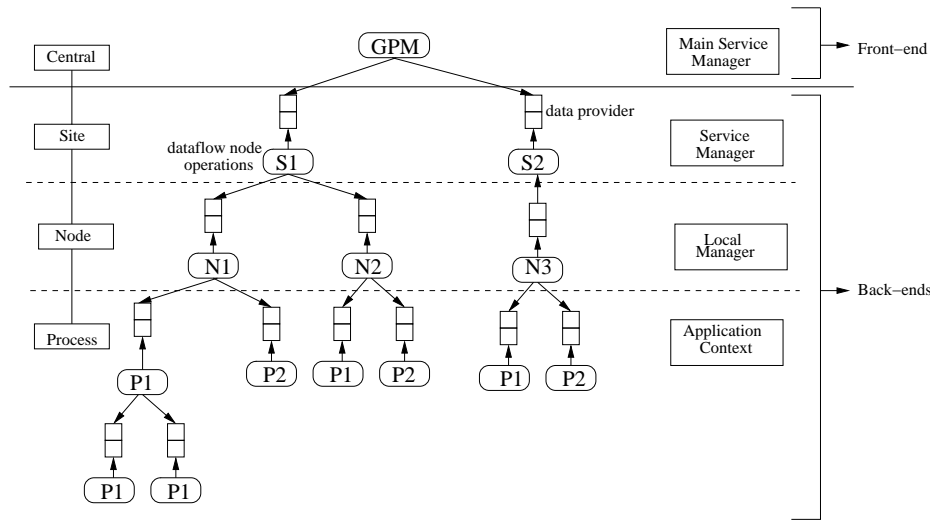 GPM
Central
Main Service
Manager
Front-end
data provider
Site
dataflow node
operations
S1
S2
Service
Manager
Node
N1
N2
N3
Local
Manager
Back-ends
Process
Application
Context
P1
P2
P1
P2
P1
P2
P1
P1